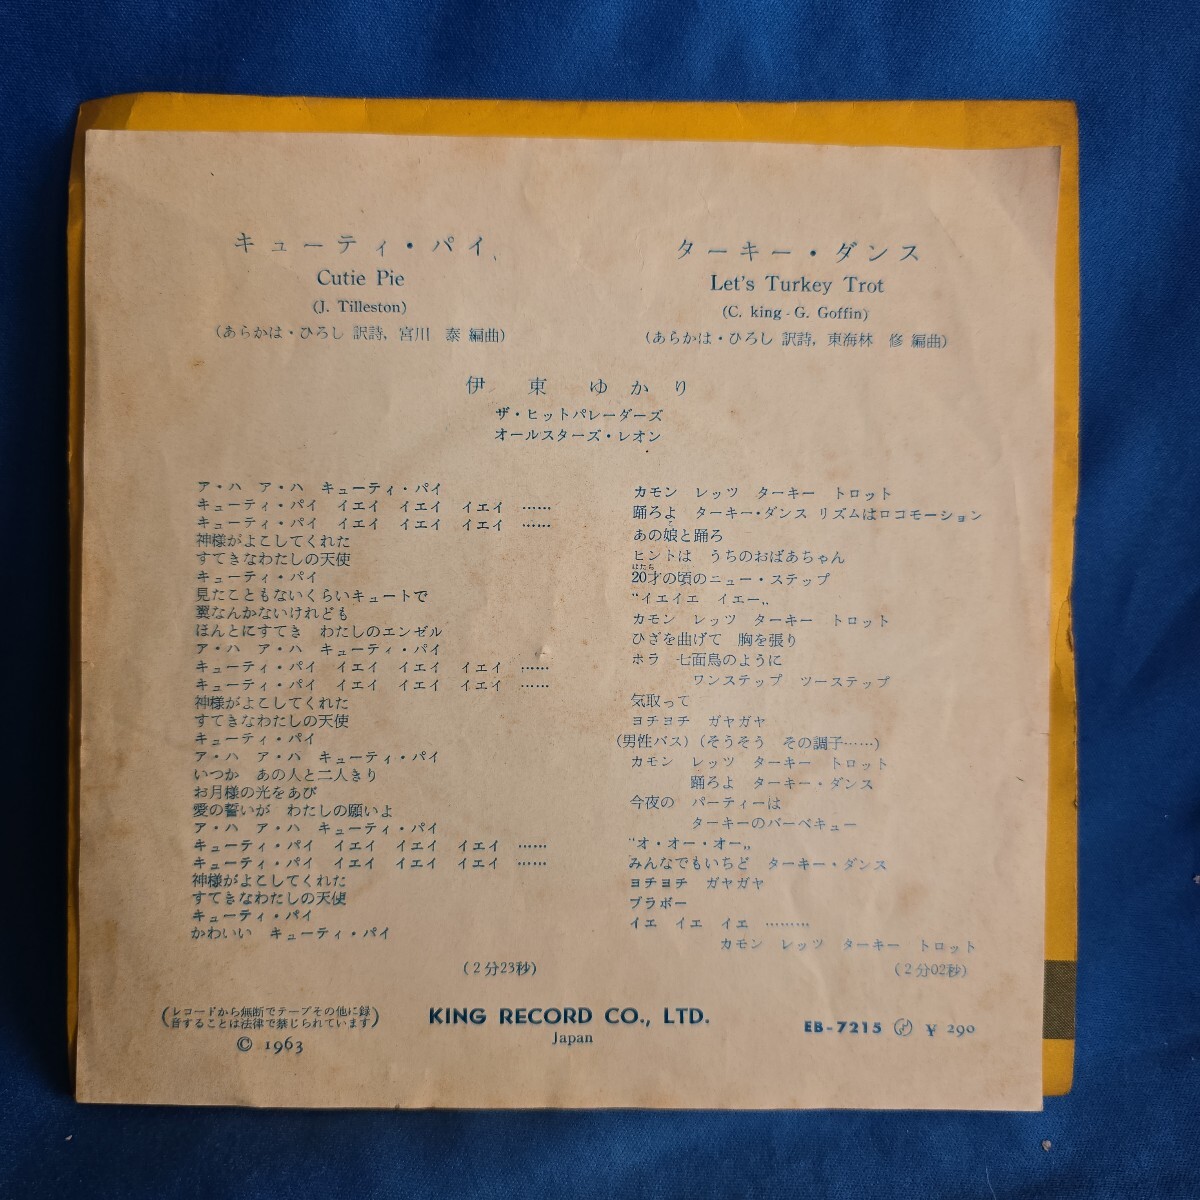 キューティ・パイ
Cutie Pie
(J. Tilleston)
(あらかは・ひろし 訳詩, 宮川 泰 編曲)
ターキー・ダンス
Let's Turkey Trot
(C. king - G. Goffin)
(あらかは・ひろし 訳詩, 東海林 修 編曲)
伊東ゆかり
ザ・ヒットパレーダーズ
オールスターズ・レオン
ア・ハ ア・ハ キューティ・パイ
キューティ・パイ イエイ イエイ イエイ ……
キューティ・パイ イエイ イエイ イエイ ……
神様がよこしてくれた
すてきなわたしの天使
キューティ・パイ
見たこともないくらいキュートで
翼なんかないけれども
ほんとにすてき わたしのエンゼル
ア・ハ ア・ハ キューティ・パイ
キューティ・パイ イエイ イエイ イエイ ……
キューティ・パイ イエイ イエイ イエイ ……
神様がよこしてくれた
すてきなわたしの天使
キューティ・パイ
ア・ハ ア・ハ キューティ・パイ
いつか あの人と二人きり
お月様の光をあび
愛の誓いが わたしの願いよ
ア・ハ ア・ハ キューティ・パイ
キューティ・パイ イエイ イエイ イエイ ……
キューティ・パイ イエイ イエイ イエイ ……
神様がよこしてくれた
すてきなわたしの天使
キューティ・パイ
かわいい キューティ・パイ
(2分23秒)
カモン レッツ ターキー トロット
踊ろよ ターキー・ダンス リズムはロコモーション
あの娘と踊ろ
ヒントは うちのおばあちゃん
はたち
20才の頃のニュー・ステップ
“イエイエ イエー„
カモン レッツ ターキー トロット
ひざを曲げて 胸を張り
ホラ 七面鳥のように
ワンステップ ツーステップ
気取って
ヨチヨチ ガヤガヤ
(男性バス) (そうそう その調子……)
カモン レッツ ターキー トロット
踊ろよ ターキー・ダンス
今夜の パーティーは
ターキーのバーベキュー
“オ・オー・オー„
みんなでもいちど ターキー・ダンス
ヨチヨチ ガヤガヤ
ブラボー
イエ イエ イエ ………
カモン レッツ ターキー トロット
(2分02秒)
(レコードから無断でテープその他に録
音することは法律で禁じられています)
© 1963
KING RECORD CO., LTD.
Japan
EB-7215 ¥ 290